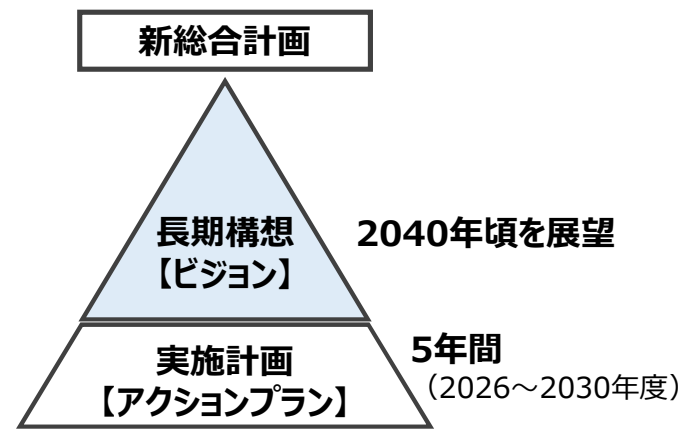 新総合計画
長期構想
【ビジョン】
2040年頃を展望
実施計画
【アクションプラン】
5年間
（2026～2030年度）